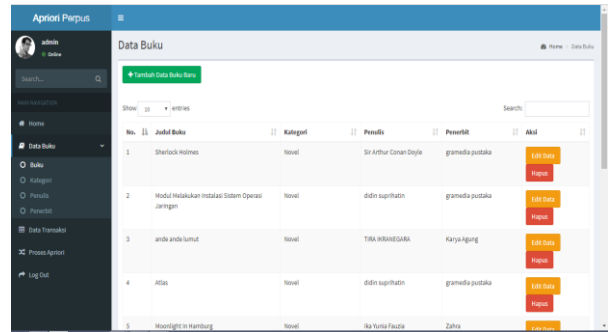 Apriori Perpus
admin
Online
Search...
MAIN NAVIGATION
Home
Data Buku
Buku
Kategori
Penulis
Penerbit
Data Transaksi
Proses Apriori
Log Out
Data Buku
Home > Data Buku
+ Tambah Data Buku Baru
Show 10 entries Search:
No. Judul Buku Kategori Penulis Penerbit Aksi
1 Sherlock Holmes Novel Sir Arthur Conan Doyle gramedia pustaka Edit Data
Hapus
2 Modul Melakukan Instalasi Sistem Operasi Novel didin suprihatin gramedia pustaka Edit Data
Jaringan Hapus
3 ande ande lumut Novel TIRA IKRANEGARA Karya Agung Edit Data
Hapus
4 Atlas Novel didin suprihatin gramedia pustaka Edit Data
Hapus
5 Moonlight In Hamburg Novel Ika Yunia Fauzia Zahra Edit Data